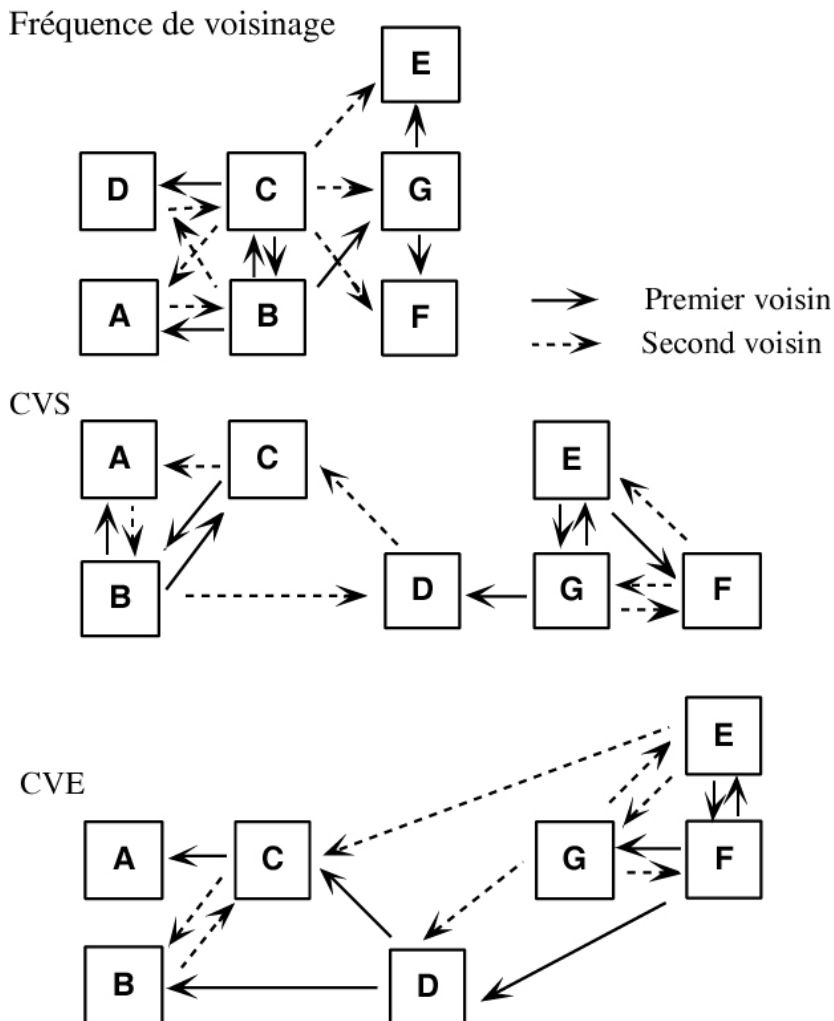 Fréquence de voisinage
E
D C G
A B F
Premier voisin
Second voisin
CVS
A C E
B D G F
E
CVE
A C G F
B D